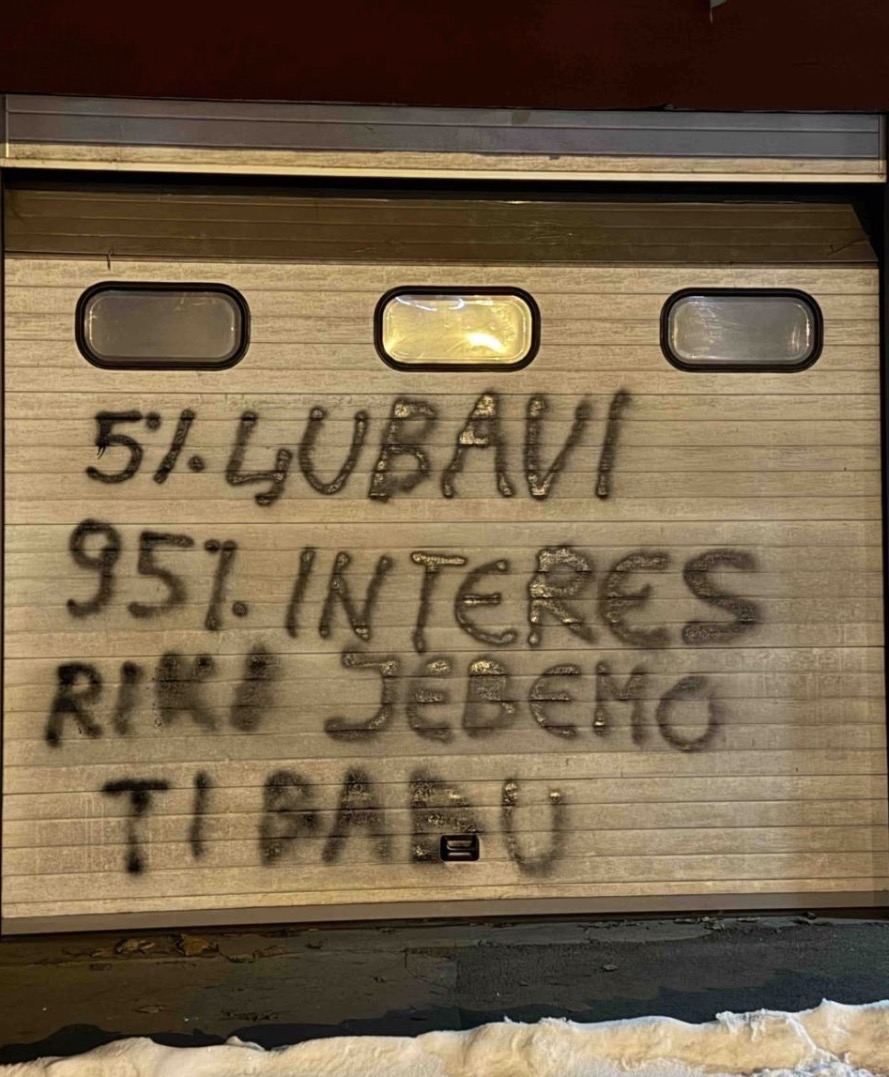 5% LJUBAVI
95% INTERES
RIKI JEBEMO
TI BABU